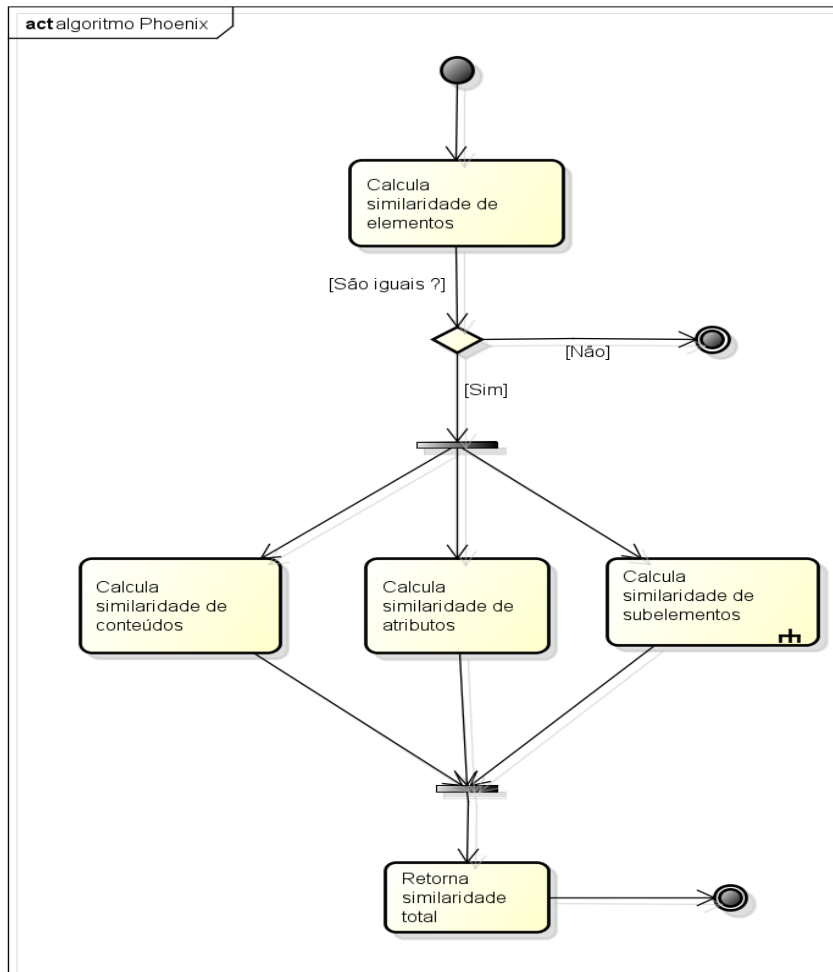 act algoritmo Phoenix
Calcula
similaridade de
elementos
[São iguais ?]
[Não]
[Sim]
Calcula
similaridade de
conteúdos
Calcula
similaridade de
atributos
Calcula
similaridade de
subelementos
Retorna
similaridade
total